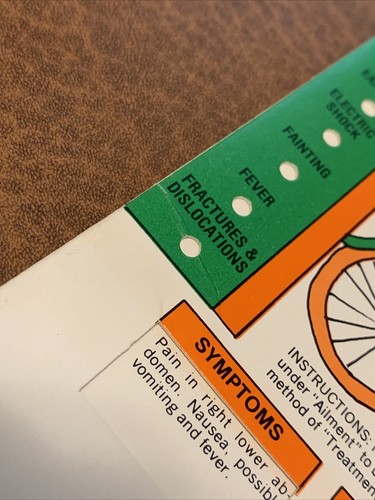 ELECTRIC
SHOCK
FAINTING
FEVER
FRACTURES &
DISLOCATIONS
SYMPTOMS
Pain in right lower ab
domen. Nausea, possibl
vomiting and fever.
INSTRUCTIONS:
under "Ailment" to
method of "Treatmen